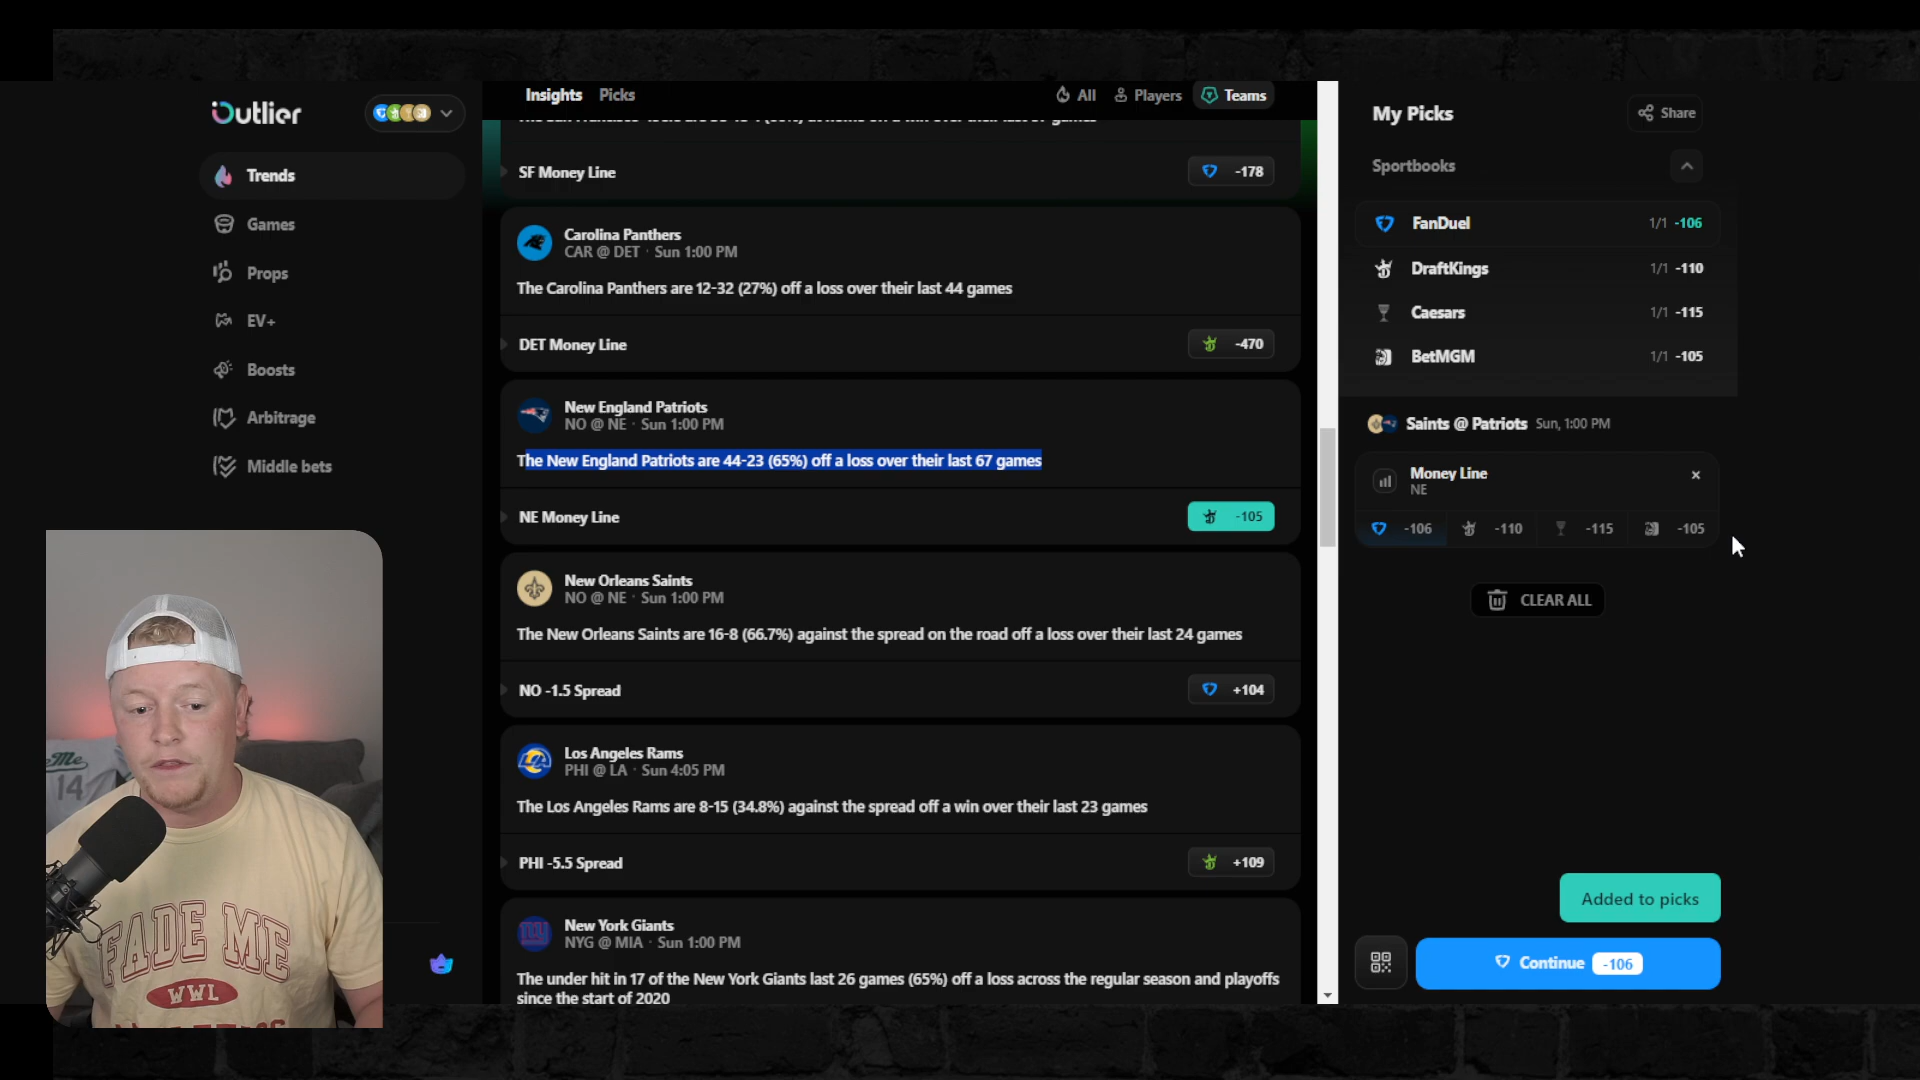 Outlier
Trends
Games
Props
EV+
Boosts
Arbitrage
Middle bets
Insights
Picks
All
Players
Teams
SF Money Line
-178
Carolina Panthers
CAR @ DET · Sun 1:00 PM
The Carolina Panthers are 12-32 (27%) off a loss over their last 44 games
DET Money Line
-470
New England Patriots
NO @ NE · Sun 1:00 PM
The New England Patriots are 44-23 (65%) off a loss over their last 67 games
NE Money Line
-105
New Orleans Saints
NO @ NE · Sun 1:00 PM
The New Orleans Saints are 16-8 (66.7%) against the spread on the road off a loss over their last 24 games
NO -1.5 Spread
+104
Los Angeles Rams
PHI @ LA · Sun 4:05 PM
The Los Angeles Rams are 8-15 (34.8%) against the spread off a win over their last 23 games
PHI -5.5 Spread
+109
New York Giants
NYG @ MIA · Sun 1:00 PM
The under hit in 17 of the New York Giants last 26 games (65%) off a loss across the regular season and playoffs
since the start of 2020
My Picks
Share
Sportbooks
FanDuel 1/1 -106
DraftKings 1/1 -110
Caesars 1/1 -115
BetMGM 1/1 -105
Saints @ Patriots Sun, 1:00 PM
Money Line
NE
-106 -110 -115 -105
CLEAR ALL
Added to picks
Continue -106
Me
14
FADE ME
WWL